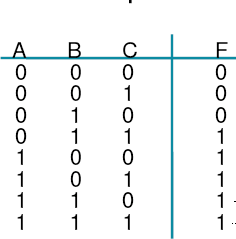 A B C F
0 0 0 0
0 0 1 0
0 1 0 0
0 1 1 1
1 0 0 1
1 0 1 1
1 1 0 1
1 1 1 1